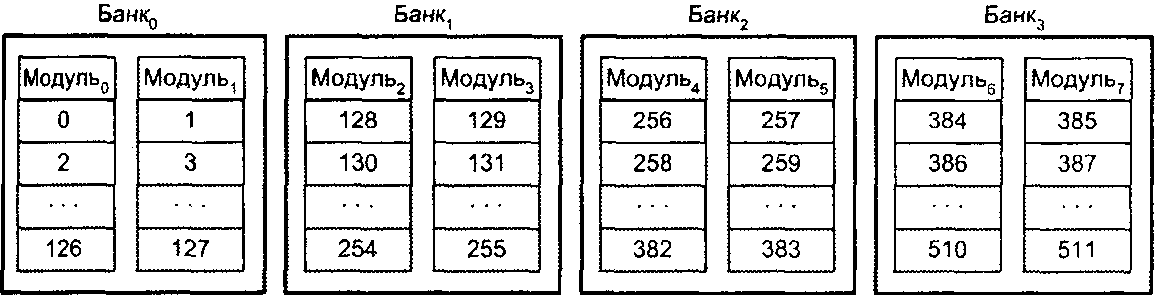 Банк₀ Банк₁ Банк₂ Банк₃
Модуль₀ Модуль₁ Модуль₂ Модуль₃ Модуль₄ Модуль₅ Модуль₆ Модуль₇
0 1 128 129 256 257 384 385
2 3 130 131 258 259 386 387
. . . . . . . . . . . . . . . . . . . . . . . .
126 127 254 255 382 383 510 511